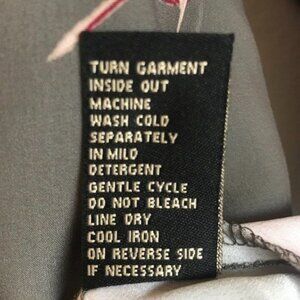 TURN GARMENT
INSIDE OUT
MACHINE
WASH COLD
SEPARATELY
IN MILD
DETERGENT
GENTLE CYCLE
DO NOT BLEACH
LINE DRY
COOL IRON
ON REVERSE SIDE
IF NECESSARY